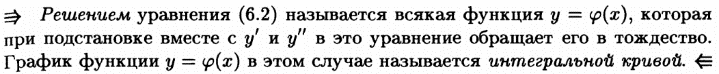 ⇛ Решением уравнения (6.2) называется всякая функция y = φ(x), которая
при подстановке вместе с y′ и y″ в это уравнение обращает его в тождество.
График функции y = φ(x) в этом случае называется интегральной кривой. ⇚